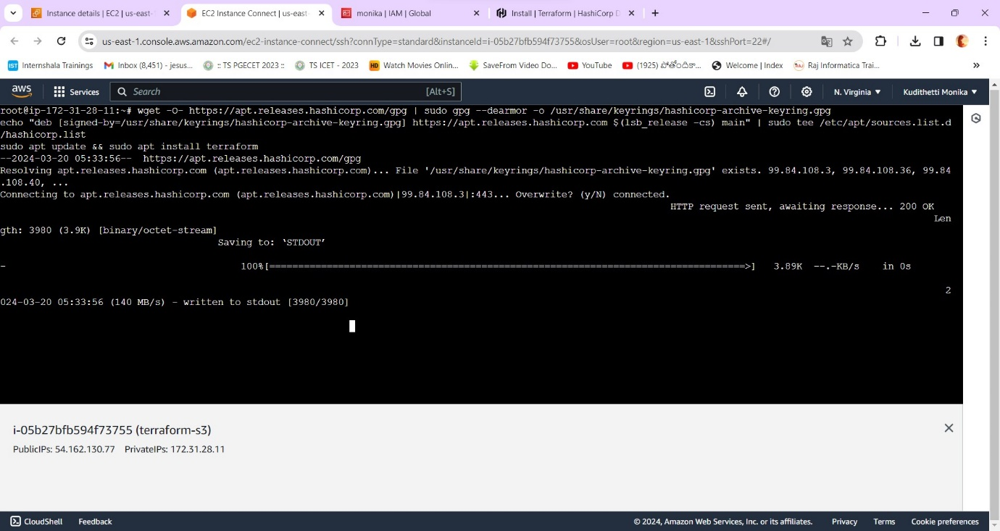 Instance details | EC2 | us-east-
EC2 Instance Connect | us-east-
monika | IAM | Global
Install | Terraform | HashiCorp D
us-east-1.console.aws.amazon.com/ec2-instance-connect/ssh?connType=standard&instanceId=i-05b27bfb594f73755&osUser=root&region=us-east-1&sshPort=22#/
Internshala Trainings
Inbox (8,451) - jesus...
:: TS PGECET 2023 ::
TS ICET - 2023
Watch Movies Onlin...
SaveFrom Video Do...
YouTube
(1925)
Welcome | Index
Raj Informatica Trai...
aws
Services
Search
[Alt+S]
N. Virginia
Kudithetti Monika
root@ip-172-31-28-11:~# wget -O- https://apt.releases.hashicorp.com/gpg | sudo gpg --dearmor -o /usr/share/keyrings/hashicorp-archive-keyring.gpg
echo "deb [signed-by=/usr/share/keyrings/hashicorp-archive-keyring.gpg] https://apt.releases.hashicorp.com $(lsb_release -cs) main" | sudo tee /etc/apt/sources.list.d
/hashicorp.list
sudo apt update && sudo apt install terraform
--2024-03-20 05:33:56--  https://apt.releases.hashicorp.com/gpg
Resolving apt.releases.hashicorp.com (apt.releases.hashicorp.com)... File '/usr/share/keyrings/hashicorp-archive-keyring.gpg' exists. 99.84.108.3, 99.84.108.36, 99.84
.108.40, ...
Connecting to apt.releases.hashicorp.com (apt.releases.hashicorp.com)|99.84.108.3|:443... Overwrite? (y/N) connected.
HTTP request sent, awaiting response... 200 OK
Len
gth: 3980 (3.9K) [binary/octet-stream]
Saving to: ‘STDOUT’
- 100%[===================================================================================>] 3.89K --.-KB/s in 0s
2
024-03-20 05:33:56 (140 MB/s) - written to stdout [3980/3980]
i-05b27bfb594f73755 (terraform-s3)
PublicIPs: 54.162.130.77 PrivateIPs: 172.31.28.11
CloudShell
Feedback
© 2024, Amazon Web Services, Inc. or its affiliates.
Privacy
Terms
Cookie preferences